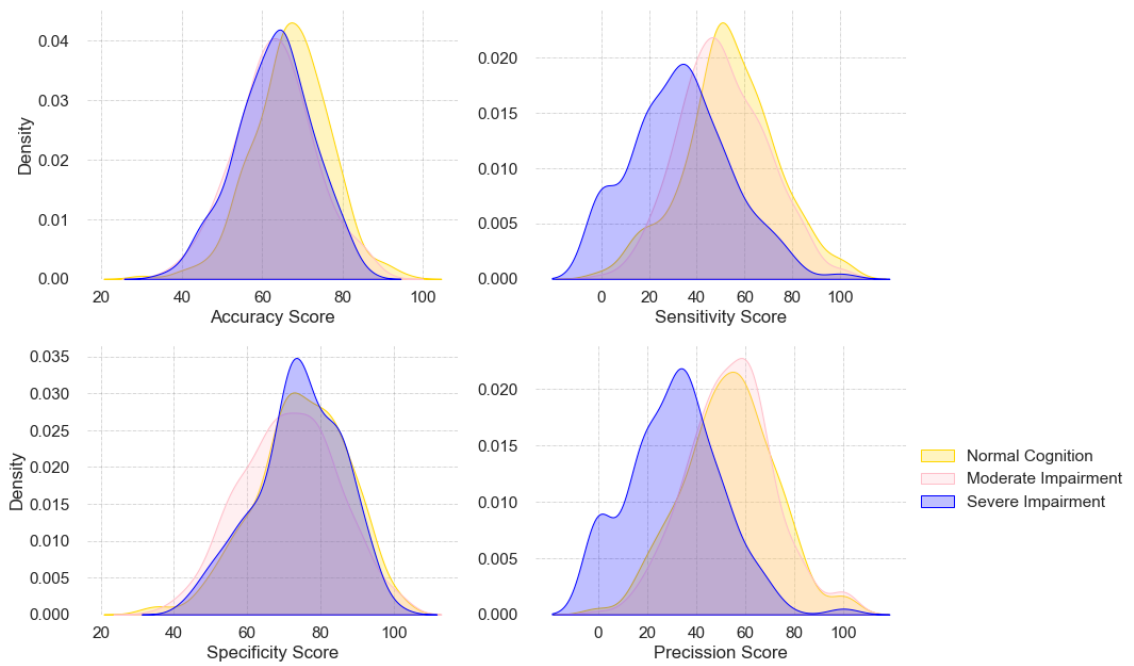 0.04
0.03
0.02
0.01
0.00
Density
20 40 60 80 100
Accuracy Score
0.020
0.015
0.010
0.005
0.000
0 20 40 60 80 100
Sensitivity Score
0.035
0.030
0.025
0.020
0.015
0.010
0.005
0.000
Density
20 40 60 80 100
Specificity Score
0.020
0.015
0.010
0.005
0.000
0 20 40 60 80 100
Precission Score
Normal Cognition
Moderate Impairment
Severe Impairment